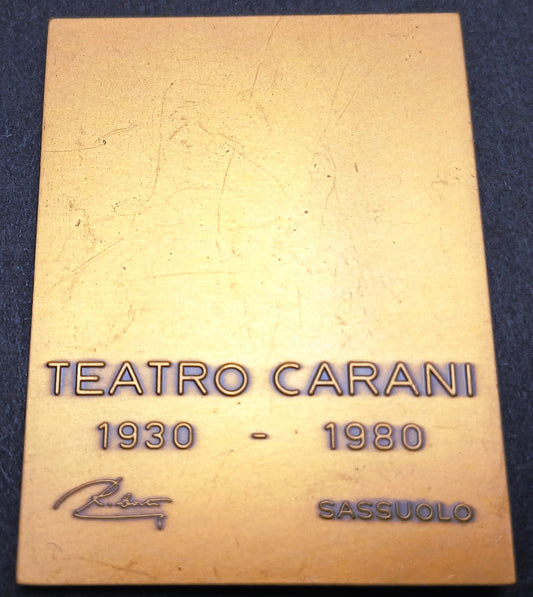 TEATRO CARANI
1930 - 1980
SASSUOLO